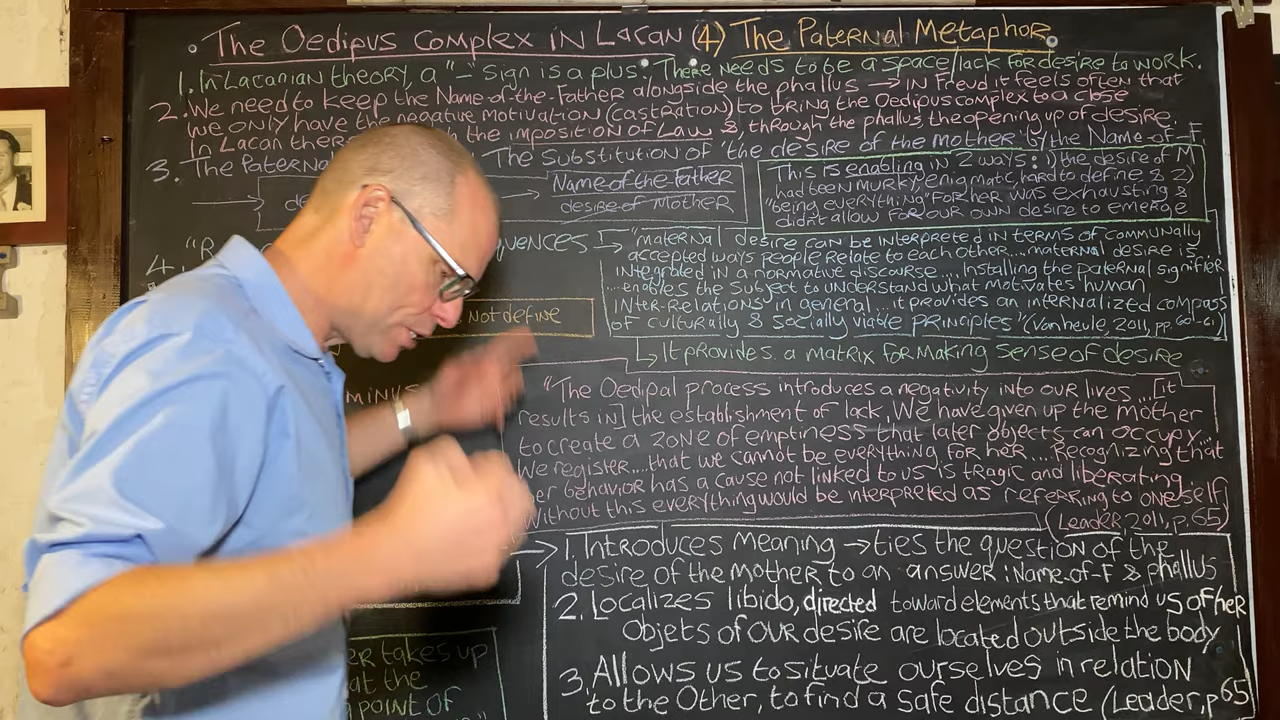 The Oedipus Complex in Lacan (4) The Paternal Metaphor
1. In Lacanian theory, a "–" sign is a plus. There needs to be a space/lack for desire to work.
2. We need to keep the Name-of-the-Father alongside the phallus → in Freud it feels often that
we only have the negative motivation (castration) to bring the Oedipus complex to a close
In Lacan there the imposition of Law &, through the phallus, the opening up of desire.
3. The Paternal The Substitution of 'the desire of the mother' by the Name-of-F
→ → Name-of-the-Father
desire of Mother
This is enabling in 2 ways: 1) the desire of M
had been murky, enigmatic, hard to define & 2)
"being everything" for her was exhausting &
didn't allow for our own desire to emerge
4.
→ "maternal desire can be interpreted in terms of communally
accepted ways people relate to each other... maternal desire is
integrated in a normative discourse... Installing the paternal signifier
...enables the subject to understand what motivates human
inter-relations in general... it provides an internalized compass
of culturally & socially viable principles" (Vanheule, 2011, pp. 60-61)
not define
↳ It provides a matrix for making sense of desire
minus
"The Oedipal process introduces a negativity into our lives... [it
results in] the establishment of lack. We have given up the mother
to create a zone of emptiness that later objects can occupy...
We register.... that we cannot be everything for her... Recognizing that
er behavior has a cause not linked to us is tragic and liberating.
Without this everything would be interpreted as referring to oneself
(Leader, 2011, p. 65)
→ 1. Introduces Meaning → ties the question of the
desire of the mother to an answer: Name-of-F & phallus
2. Localizes libido, directed toward elements that remind us of her
Objets of our desire are located outside the body
3. Allows us to situate ourselves in relation
to the Other, to find a safe distance (Leader, p65)
er takes up
at the
point of